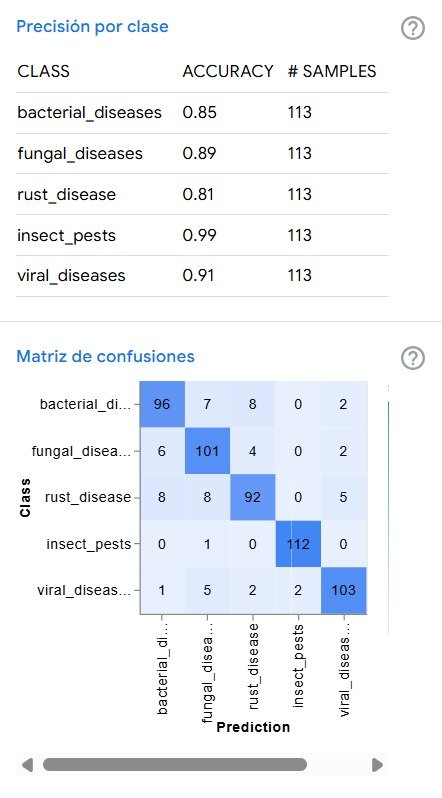 Precisión por clase
CLASS ACCURACY # SAMPLES
bacterial_diseases 0.85 113
fungal_diseases 0.89 113
rust_disease 0.81 113
insect_pests 0.99 113
viral_diseases 0.91 113
Matriz de confusiones
bacterial_di... 96 7 8 0 2
fungal_disea... 6 101 4 0 2
rust_disease 8 8 92 0 5
insect_pests 0 1 0 112 0
viral_diseas... 1 5 2 2 103
Class
bacterial_di...
fungal_disea...
rust_disease
insect_pests
viral_diseas...
Prediction